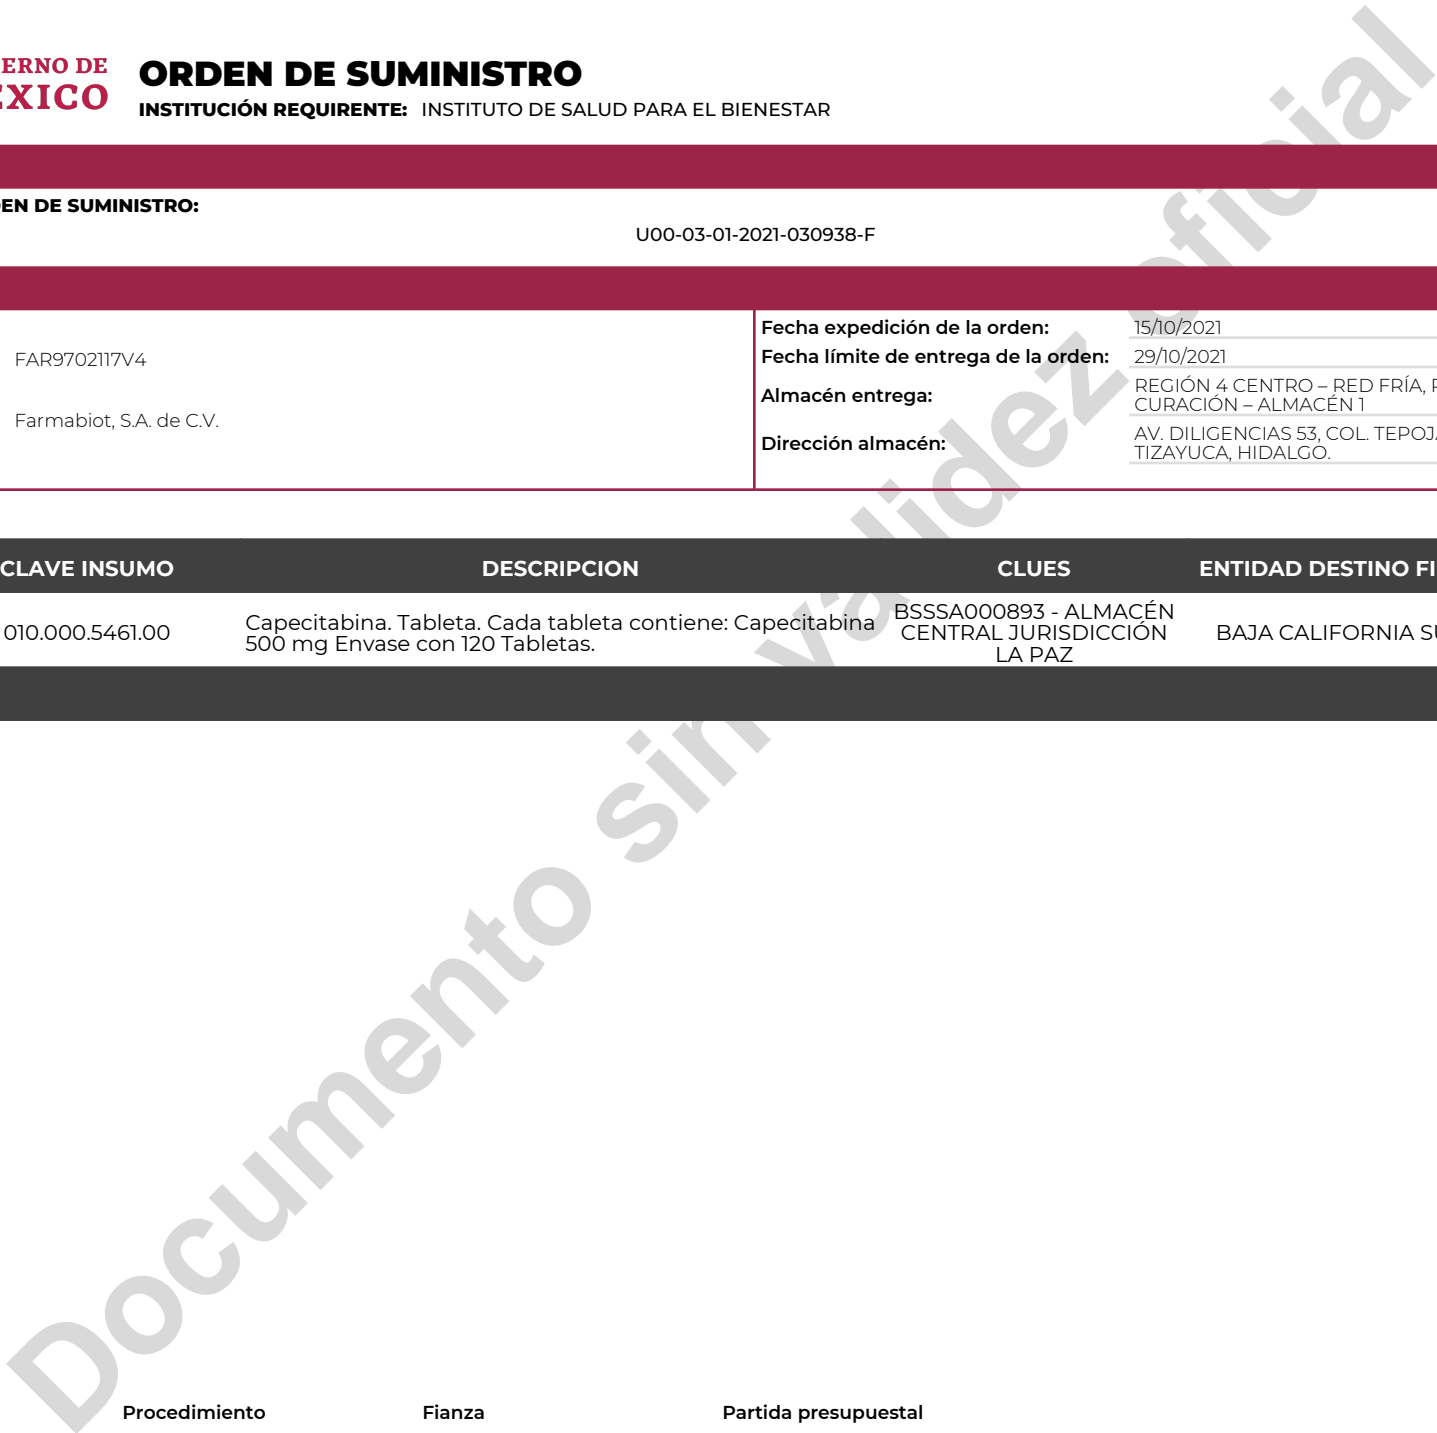 ERNO DE
EXICO
ORDEN DE SUMINISTRO
INSTITUCIÓN REQUIRENTE: INSTITUTO DE SALUD PARA EL BIENESTAR
EN DE SUMINISTRO:
U00-03-01-2021-030938-F
FAR9702117V4
Farmabiot, S.A. de C.V.
Fecha expedición de la orden: 15/10/2021
Fecha límite de entrega de la orden: 29/10/2021
Almacén entrega: REGIÓN 4 CENTRO – RED FRÍA,
CURACIÓN – ALMACÉN 1
Dirección almacén: AV. DILIGENCIAS 53, COL. TEPOJ
TIZAYUCA, HIDALGO.
CLAVE INSUMO DESCRIPCION CLUES ENTIDAD DESTINO FI
010.000.5461.00
Capecitabina. Tableta. Cada tableta contiene: Capecitabina
500 mg Envase con 120 Tabletas.
BSSSA000893 - ALMACÉN
CENTRAL JURISDICCIÓN
LA PAZ
BAJA CALIFORNIA SU
Documento sin validez oficial
Procedimiento Fianza Partida presupuestal